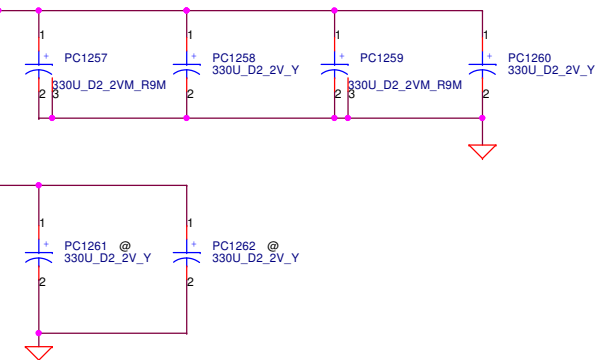 1 1 1 1
+ PC1257 + PC1258 + PC1259 + PC1260
330U_D2_2V_Y 330U_D2_2V_Y
330U_D2_2VM_R9M 330U_D2_2VM_R9M
2 3 2 2 3 2
1 1
+ PC1261 @ + PC1262 @
330U_D2_2V_Y 330U_D2_2V_Y
2 2